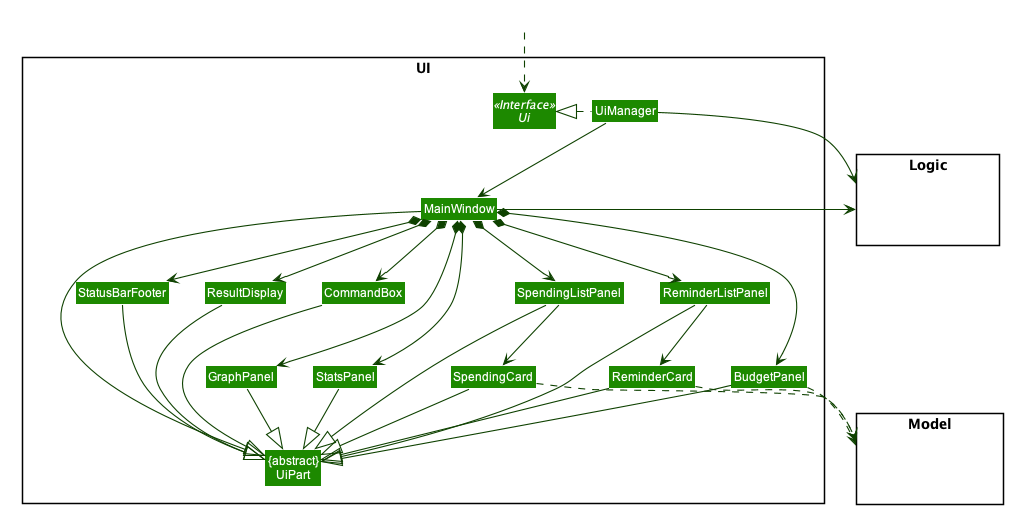 UI
«Interface»
Ui
UiManager
Logic
MainWindow
StatusBarFooter
ResultDisplay
CommandBox
SpendingListPanel
ReminderListPanel
GraphPanel
StatsPanel
SpendingCard
ReminderCard
BudgetPanel
Model
{abstract}
UiPart